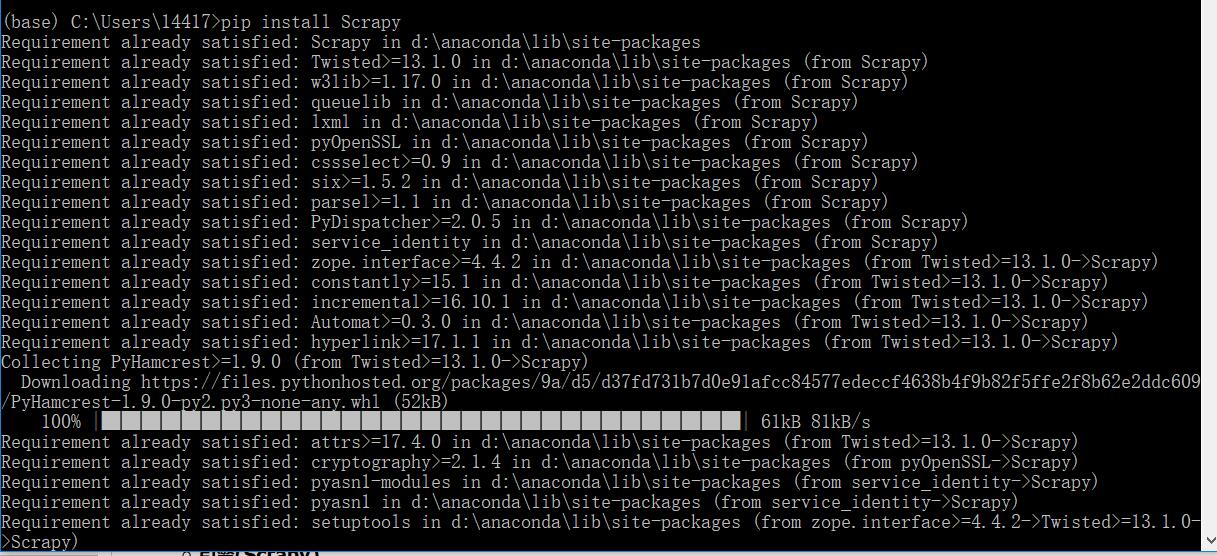 (base) C:\Users\14417>pip install Scrapy
Requirement already satisfied: Scrapy in d:\anaconda\lib\site-packages
Requirement already satisfied: Twisted>=13.1.0 in d:\anaconda\lib\site-packages (from Scrapy)
Requirement already satisfied: w3lib>=1.17.0 in d:\anaconda\lib\site-packages (from Scrapy)
Requirement already satisfied: queuelib in d:\anaconda\lib\site-packages (from Scrapy)
Requirement already satisfied: lxml in d:\anaconda\lib\site-packages (from Scrapy)
Requirement already satisfied: pyOpenSSL in d:\anaconda\lib\site-packages (from Scrapy)
Requirement already satisfied: cssselect>=0.9 in d:\anaconda\lib\site-packages (from Scrapy)
Requirement already satisfied: six>=1.5.2 in d:\anaconda\lib\site-packages (from Scrapy)
Requirement already satisfied: parsel>=1.1 in d:\anaconda\lib\site-packages (from Scrapy)
Requirement already satisfied: PyDispatcher>=2.0.5 in d:\anaconda\lib\site-packages (from Scrapy)
Requirement already satisfied: service_identity in d:\anaconda\lib\site-packages (from Scrapy)
Requirement already satisfied: zope.interface>=4.4.2 in d:\anaconda\lib\site-packages (from Twisted>=13.1.0->Scrapy)
Requirement already satisfied: constantly>=15.1 in d:\anaconda\lib\site-packages (from Twisted>=13.1.0->Scrapy)
Requirement already satisfied: incremental>=16.10.1 in d:\anaconda\lib\site-packages (from Twisted>=13.1.0->Scrapy)
Requirement already satisfied: Automat>=0.3.0 in d:\anaconda\lib\site-packages (from Twisted>=13.1.0->Scrapy)
Requirement already satisfied: hyperlink>=17.1.1 in d:\anaconda\lib\site-packages (from Twisted>=13.1.0->Scrapy)
Collecting PyHamcrest>=1.9.0 (from Twisted>=13.1.0->Scrapy)
Downloading https://files.pythonhosted.org/packages/9a/d5/d37fd731b7d0e91afcc84577edeccf4638b4f9b82f5ffe2f8b62e2ddc609
/PyHamcrest-1.9.0-py2.py3-none-any.whl (52kB)
100% 61kB 81kB/s
Requirement already satisfied: attrs>=17.4.0 in d:\anaconda\lib\site-packages (from Twisted>=13.1.0->Scrapy)
Requirement already satisfied: cryptography>=2.1.4 in d:\anaconda\lib\site-packages (from pyOpenSSL->Scrapy)
Requirement already satisfied: pyasn1-modules in d:\anaconda\lib\site-packages (from service_identity->Scrapy)
Requirement already satisfied: pyasn1 in d:\anaconda\lib\site-packages (from service_identity->Scrapy)
Requirement already satisfied: setuptools in d:\anaconda\lib\site-packages (from zope.interface>=4.4.2->Twisted>=13.1.0-
>Scrapy)